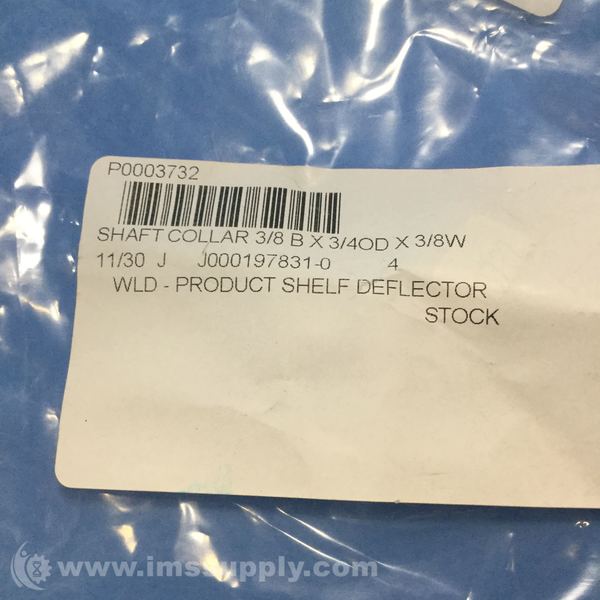 P0003732
SHAFT COLLAR 3/8 B X 3/4OD X 3/8W
11/30 J J000197831-0 4
WLD - PRODUCT SHELF DEFLECTOR
STOCK
www.imssupply.com